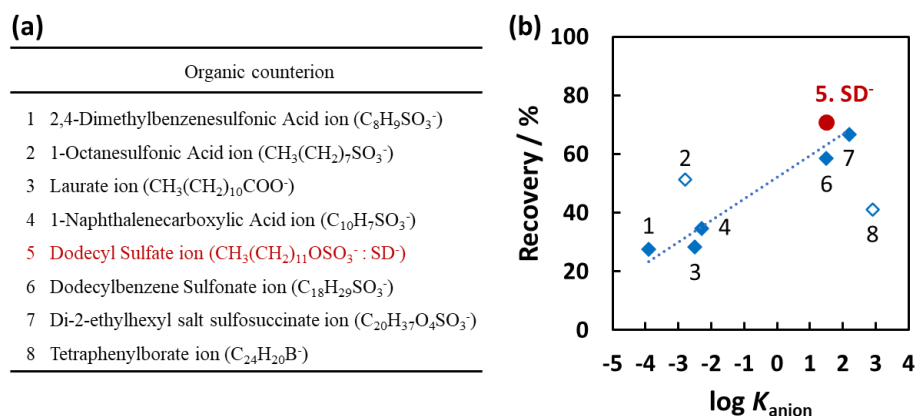 (a)
Organic counterion
1 2,4-Dimethylbenzenesulfonic Acid ion (C₈H₉SO₃⁻)
2 1-Octanesulfonic Acid ion (CH₃(CH₂)₇SO₃⁻)
3 Laurate ion (CH₃(CH₂)₁₀COO⁻)
4 1-Naphthalenecarboxylic Acid ion (C₁₀H₇SO₃⁻)
5 Dodecyl Sulfate ion (CH₃(CH₂)₁₁OSO₃⁻ : SD⁻)
6 Dodecylbenzene Sulfonate ion (C₁₈H₂₉SO₃⁻)
7 Di-2-ethylhexyl salt sulfosuccinate ion (C₂₀H₃₇O₄SO₃⁻)
8 Tetraphenylborate ion (C₂₄H₂₀B⁻)
(b)
Recovery / %
100
80
60
40
20
0
5. SD⁻
2
7
6
1
4
8
3
-5 -4 -3 -2 -1 0 1 2 3 4
log Kanion